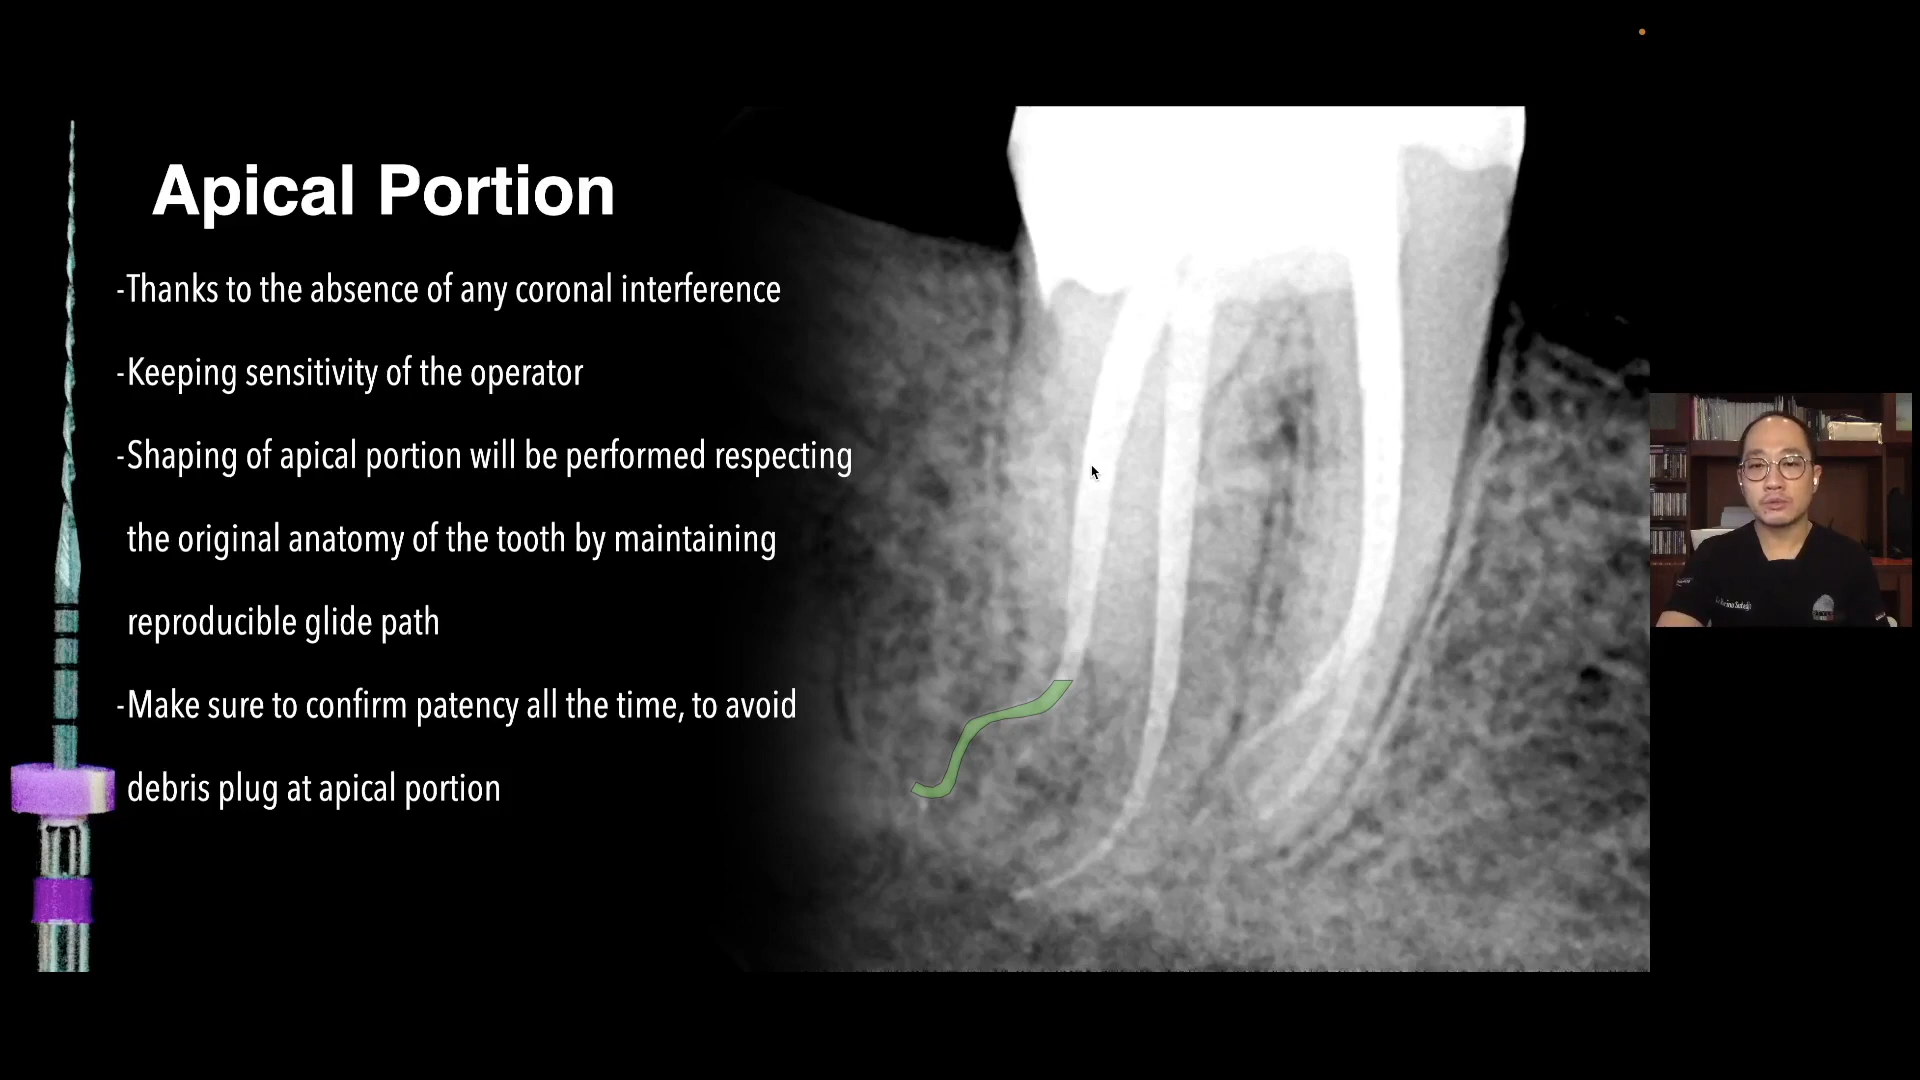 Apical Portion
-Thanks to the absence of any coronal interference
-Keeping sensitivity of the operator
-Shaping of apical portion will be performed respecting
the original anatomy of the tooth by maintaining
reproducible glide path
-Make sure to confirm patency all the time, to avoid
debris plug at apical portion